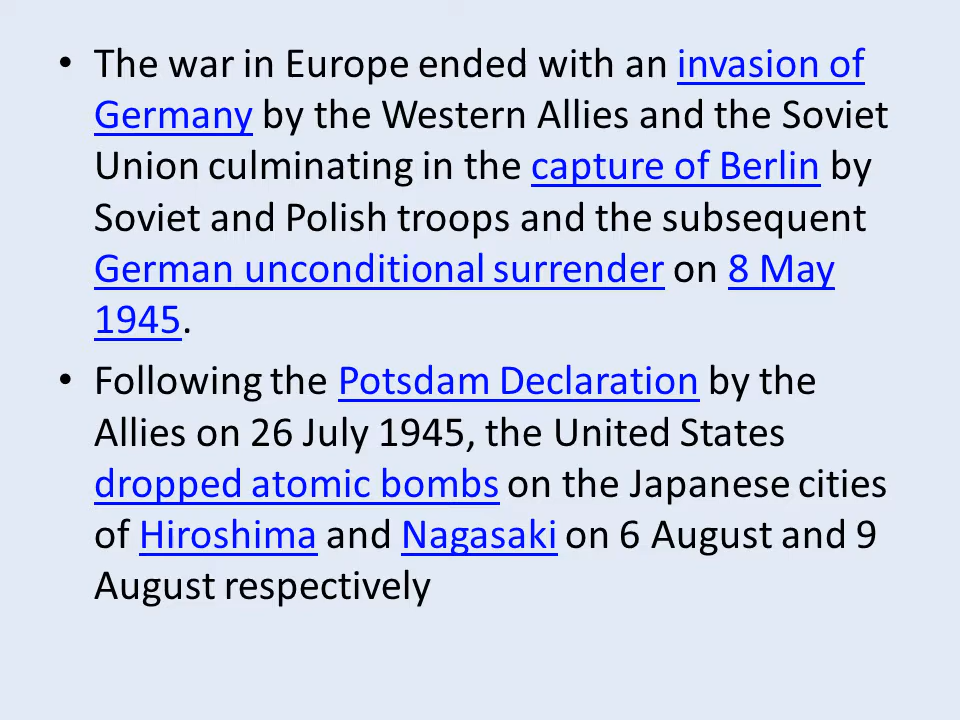 • The war in Europe ended with an invasion of
Germany by the Western Allies and the Soviet
Union culminating in the capture of Berlin by
Soviet and Polish troops and the subsequent
German unconditional surrender on 8 May
1945.
• Following the Potsdam Declaration by the
Allies on 26 July 1945, the United States
dropped atomic bombs on the Japanese cities
of Hiroshima and Nagasaki on 6 August and 9
August respectively